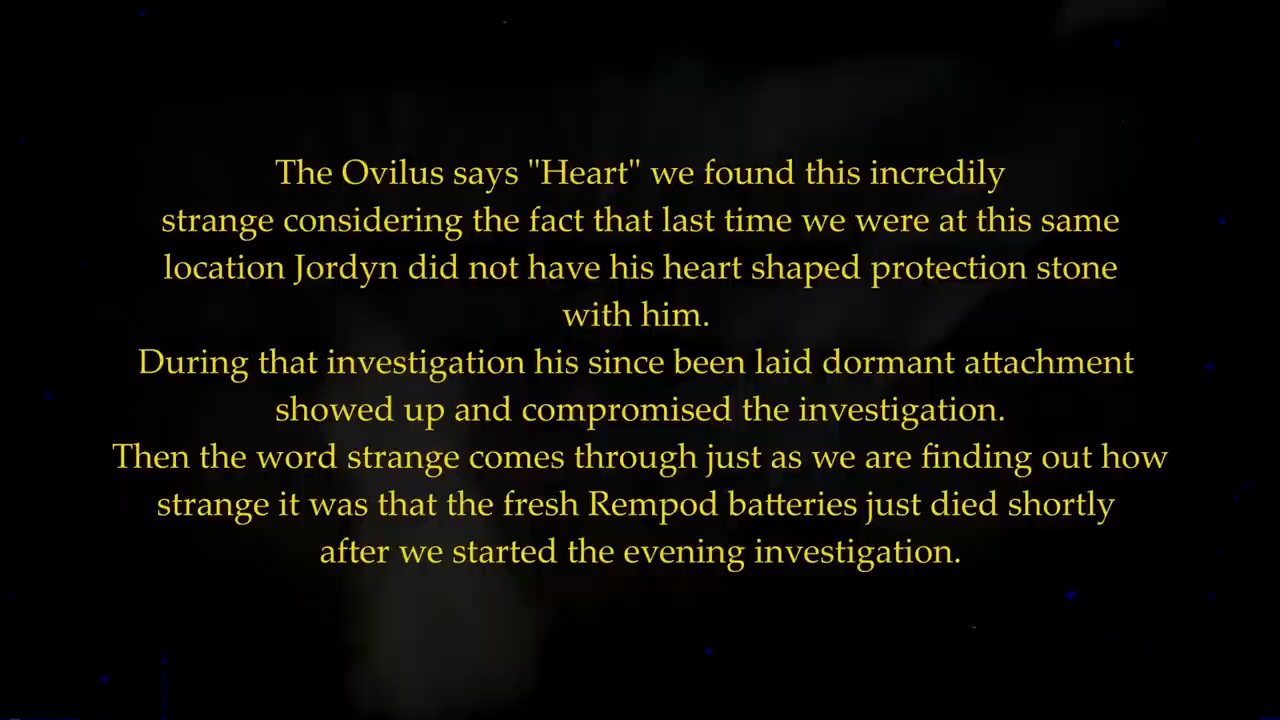 The Ovilus says "Heart" we found this incredily
strange considering the fact that last time we were at this same
location Jordyn did not have his heart shaped protection stone
with him.
During that investigation his since been laid dormant attachment
showed up and compromised the investigation.
Then the word strange comes through just as we are finding out how
strange it was that the fresh Rempod batteries just died shortly
after we started the evening investigation.